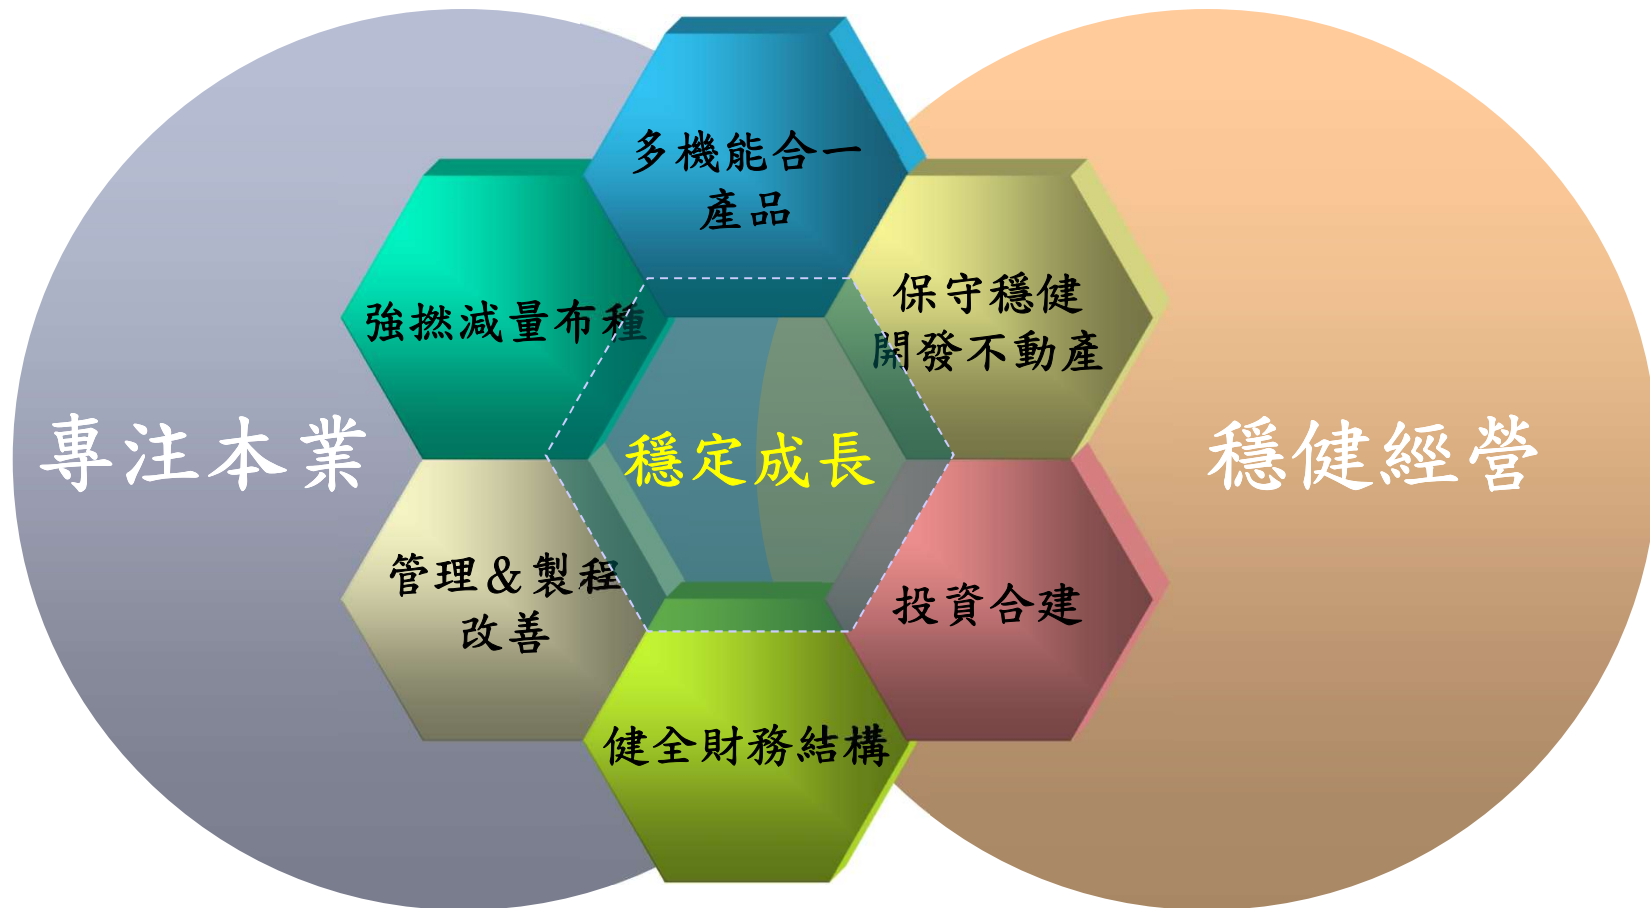 多機能合一
產品
保守穩健
開發不動產
強撚減量布種
專注本業
穩定成長
穩健經營
管理&製程
改善
投資合建
健全財務結構